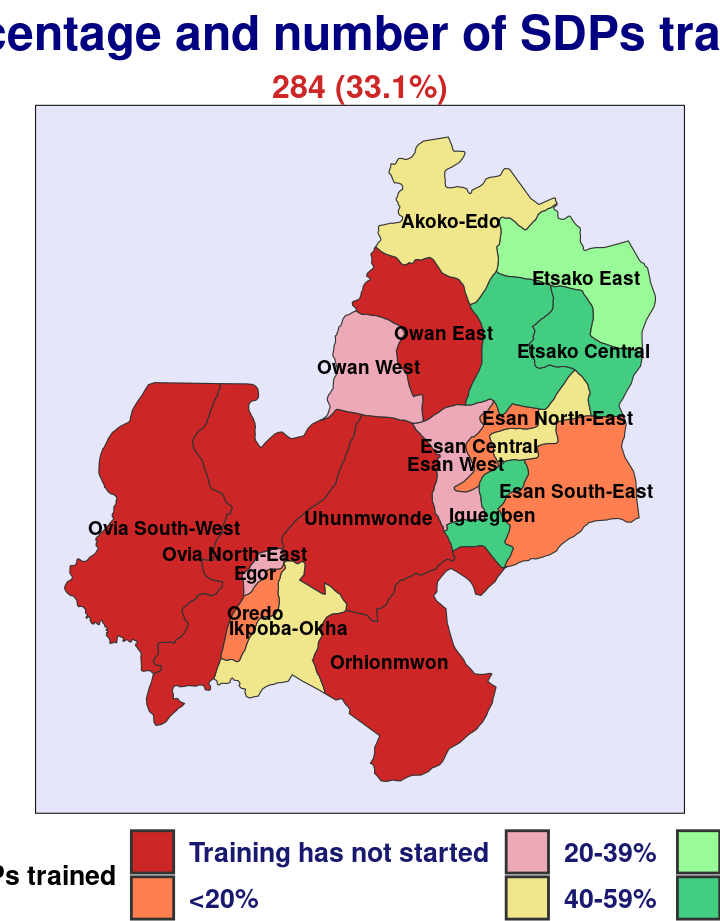 centage and number of SDPs tra
284 (33.1%)
Akoko-Edo
Etsako East
Owan East
Etsako Central
Owan West
Esan North-East
Esan Central
Esan West
Esan South-East
Iguegben
Uhunmwonde
Ovia South-West
Ovia North-East
Egor
Oredo
Ikpoba-Okha
Orhionmwon
Ps trained
Training has not started
20-39%
<20%
40-59%